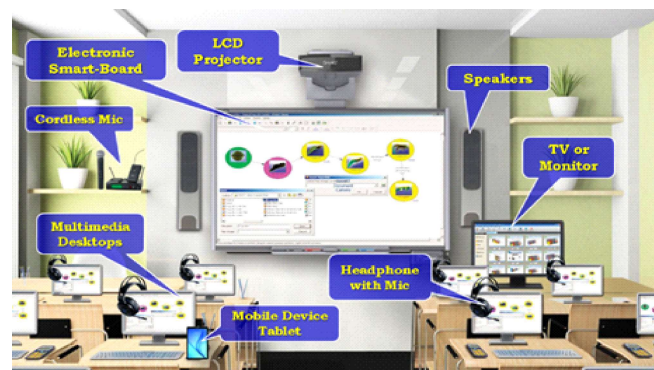 Electronic
Smart-Board
LCD
Projector
Speakers
Cordless Mic
TV or
Monitor
Multimedia
Desktops
Headphone
with Mic
Mobile Device
Tablet